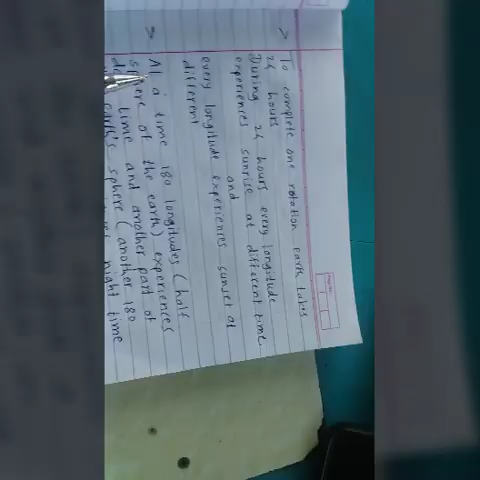 > To complete one rotation earth takes
24 hours
During 24 hours every longitude
experiences sunrise at different time.
and
every longitude experiences sunset at
different
> At a time 180 longitudes (half
sphere of the earth) experiences
time and another part of
earth's sphere (another 180
night time